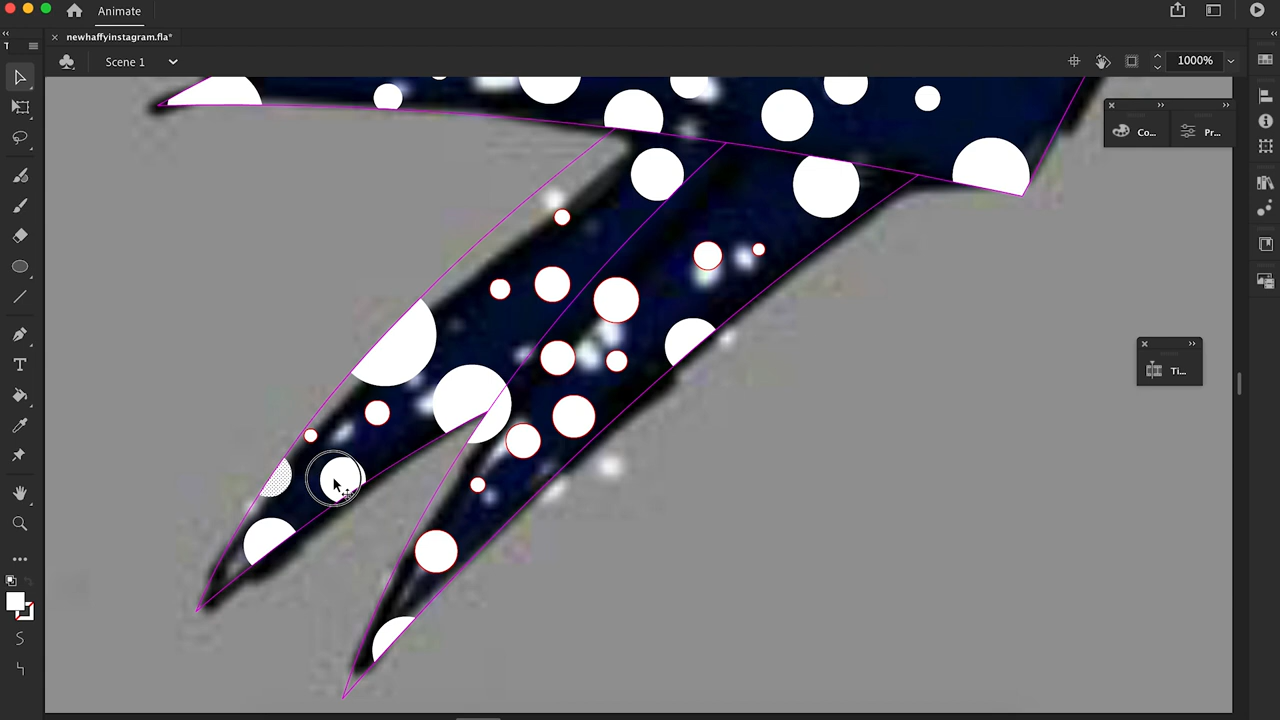 Animate
newhaffyinstagram.fla*
T
Scene 1
1000%
Co...
Pr...
Ti...